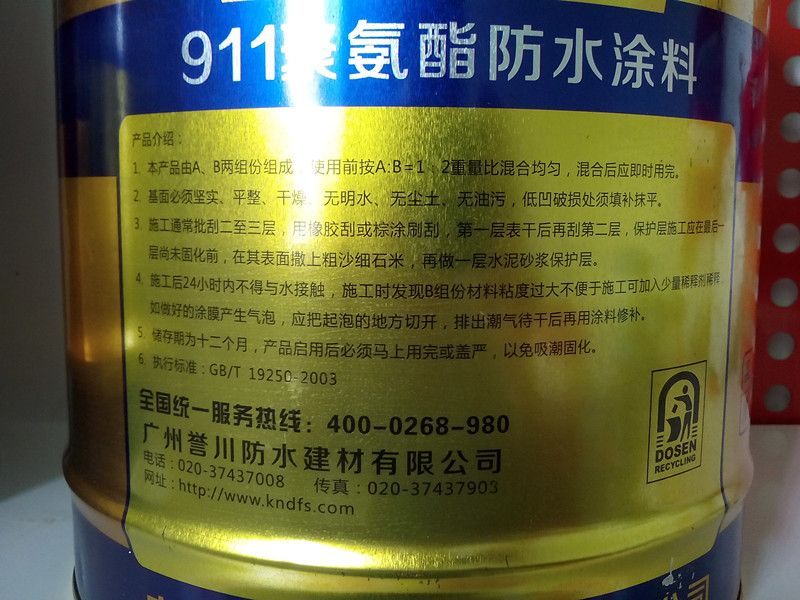 911聚氨酯防水涂料
产品介绍：
1. 本产品由A、B两组份组成，使用前按A:B=1：2重量比混合均匀，混合后应即时用完。
2. 基面必须坚实、平整、干燥、无明水、无尘土、无油污，低凹破损处须填补抹平。
3. 施工通常批刮二至三层，用橡胶刮或棕涂刷刮，第一层表干后再刮第二层，保护层施工应在最后一
层尚未固化前，在其表面撒上粗沙细石米，再做一层水泥砂浆保护层。
4. 施工后24小时内不得与水接触，施工时发现B组份材料粘度过大不便于施工可加入少量稀释剂稀释
如做好的涂膜产生气泡，应把起泡的地方切开，排出潮气待干后再用涂料修补。
5. 储存期为十二个月，产品启用后必须马上用完或盖严，以免吸潮固化。
6. 执行标准：GB/T 19250-2003
全国统一服务热线：400-0268-980
广州誉川防水建材有限公司
电话：020-37437008 传真：020-37437903
网址：http://www.kndfs.com
DOSEN
RECYCLING